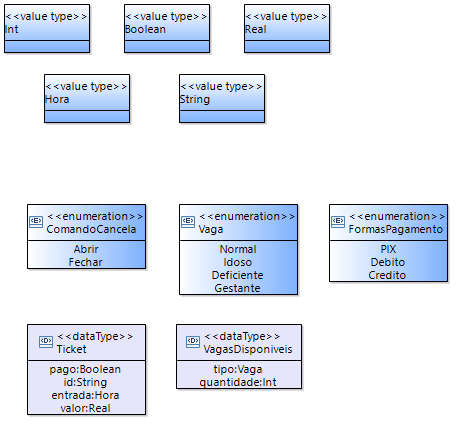 <<value type>>
Int
<<value type>>
Boolean
<<value type>>
Real
<<value type>>
Hora
<<value type>>
String
<<enumeration>>
ComandoCancela
Abrir
Fechar
<<enumeration>>
Vaga
Normal
Idoso
Deficiente
Gestante
<<enumeration>>
FormasPagamento
PIX
Debito
Credito
<<dataType>>
Ticket
pago:Boolean
id:String
entrada:Hora
valor:Real
<<dataType>>
VagasDisponiveis
tipo:Vaga
quantidade:Int